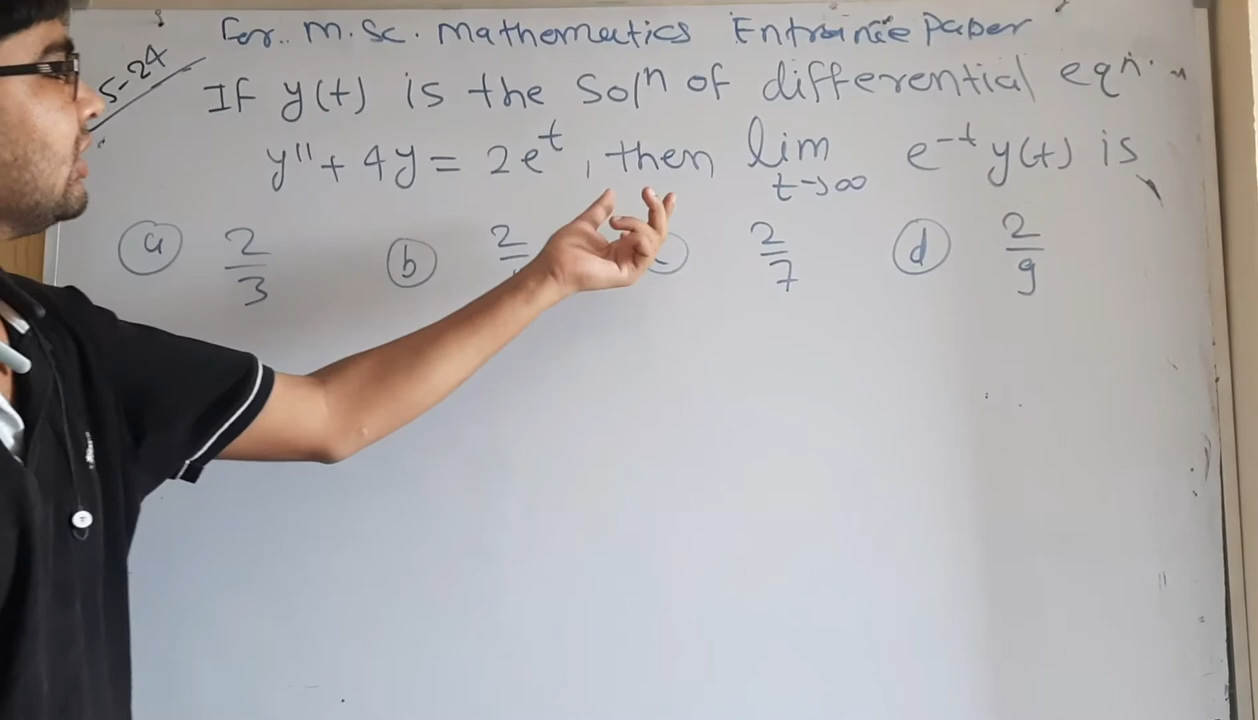 For.. M.Sc. Mathematics Entrance Paper
5-24
If y(t) is the solⁿ of differential eqn.
y'' + 4y = 2e^t, then lim t→∞ e^-t y(t) is
(a) 2/3 (b) 2 2/7 (d) 2/9